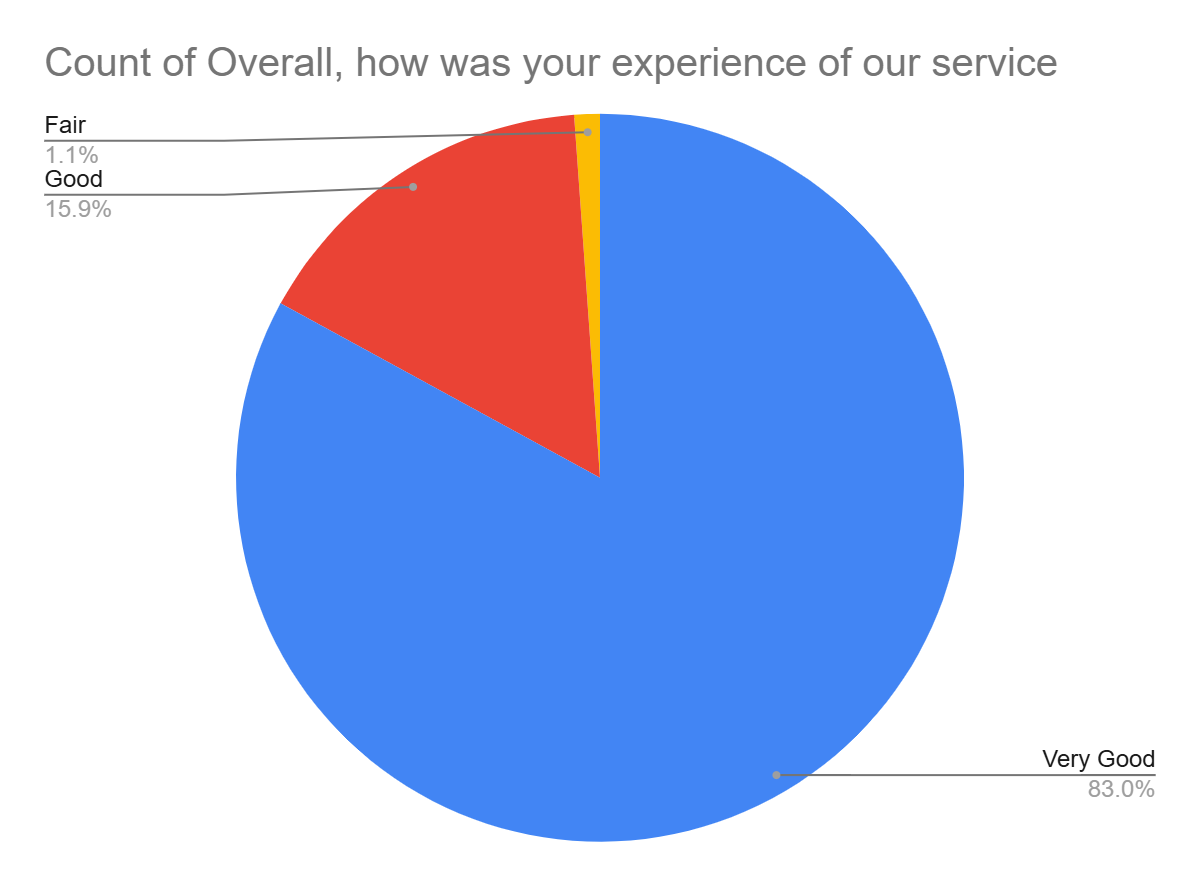 Count of Overall, how was your experience of our service
Fair
1.1%
Good
15.9%
Very Good
83.0%